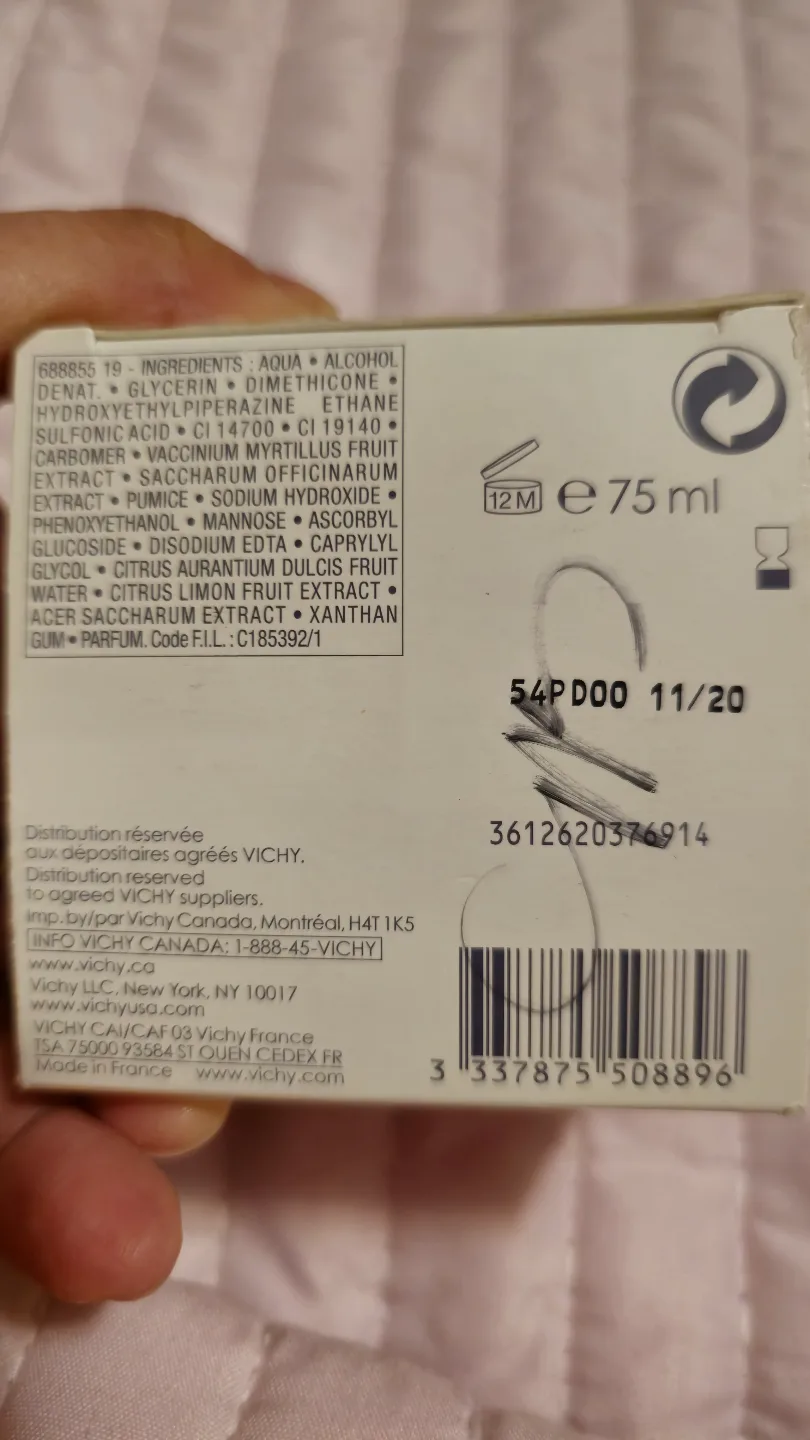 688855 19 - INGREDIENTS : AQUA • ALCOHOL
DENAT. • GLYCERIN • DIMETHICONE •
HYDROXYETHYLPIPERAZINE ETHANE
SULFONIC ACID • CI 14700 • CI 19140 •
CARBOMER • VACCINIUM MYRTILLUS FRUIT
EXTRACT • SACCHARUM OFFICINARUM
EXTRACT • PUMICE • SODIUM HYDROXIDE •
PHENOXYETHANOL • MANNOSE • ASCORBYL
GLUCOSIDE • DISODIUM EDTA • CAPRYLYL
GLYCOL • CITRUS AURANTIUM DULCIS FRUIT
WATER • CITRUS LIMON FRUIT EXTRACT •
ACER SACCHARUM EXTRACT • XANTHAN
GUM • PARFUM. Code F.I.L. : C185392/1
12 M e 75 ml
54PD00 11/20
3612620376914
Distribution réservée
aux dépositaires agréés VICHY.
Distribution reserved
to agreed VICHY suppliers.
imp. by/par Vichy Canada, Montréal, H4T 1K5
INFO VICHY CANADA: 1-888-45-VICHY
www.vichy.ca
Vichy LLC, New York, NY 10017
www.vichyusa.com
VICHY CAI/CAF 03 Vichy France
TSA 75000 93584 ST OUEN CEDEX FR
Made in France www.vichy.com
3 337875 508896